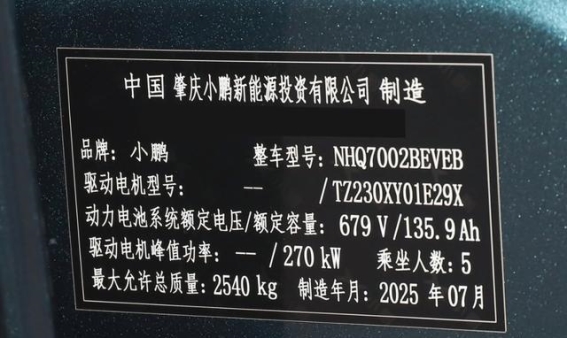 中国 肇庆小鹏新能源投资有限公司 制造
品牌: 小鹏 整车型号: NHQ7002BEVEB
驱动电机型号: -- /TZ230XY01E29X
动力电池系统额定电压/额定容量: 679 V/135.9Ah
驱动电机峰值功率: -- /270 kW 乘坐人数: 5
最大允许总质量: 2540 kg 制造年月: 2025 年07月